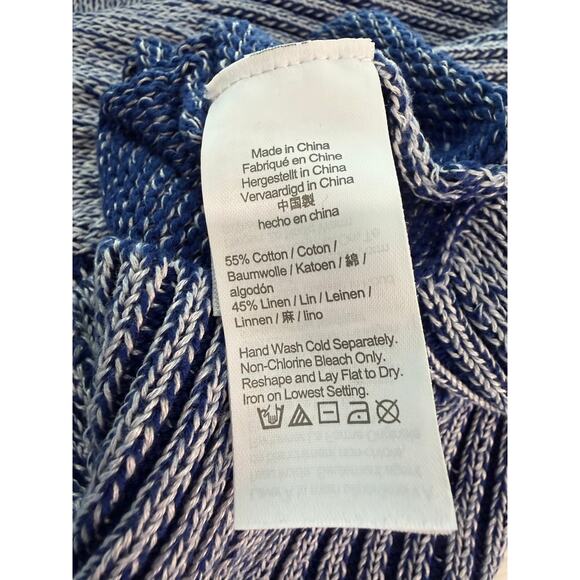 Made in China
Fabriqué en Chine
Hergestellt in China
Vervaardigd in China
中国製
hecho en china
55% Cotton / Coton /
Baumwolle / Katoen / 綿 /
algodón
45% Linen / Lin / Leinen /
Linnen / 麻 / lino
Hand Wash Cold Separately.
Non-Chlorine Bleach Only.
Reshape and Lay Flat to Dry.
Iron on Lowest Setting.